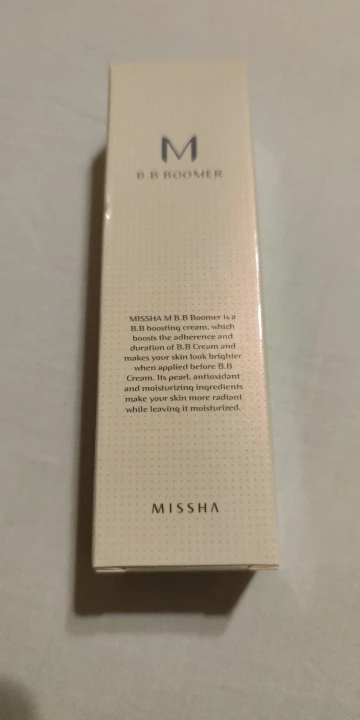 M
B.B BOOMER
MISSHA M B.B Boomer is a
B.B boosting cream, which
boosts the adherence and
duration of B.B Cream and
makes your skin look brighter
when applied before B.B
Cream. Its pearl, antioxidant
and moisturizing ingredients
make your skin more radiant
while leaving it moisturized.
MISSHA